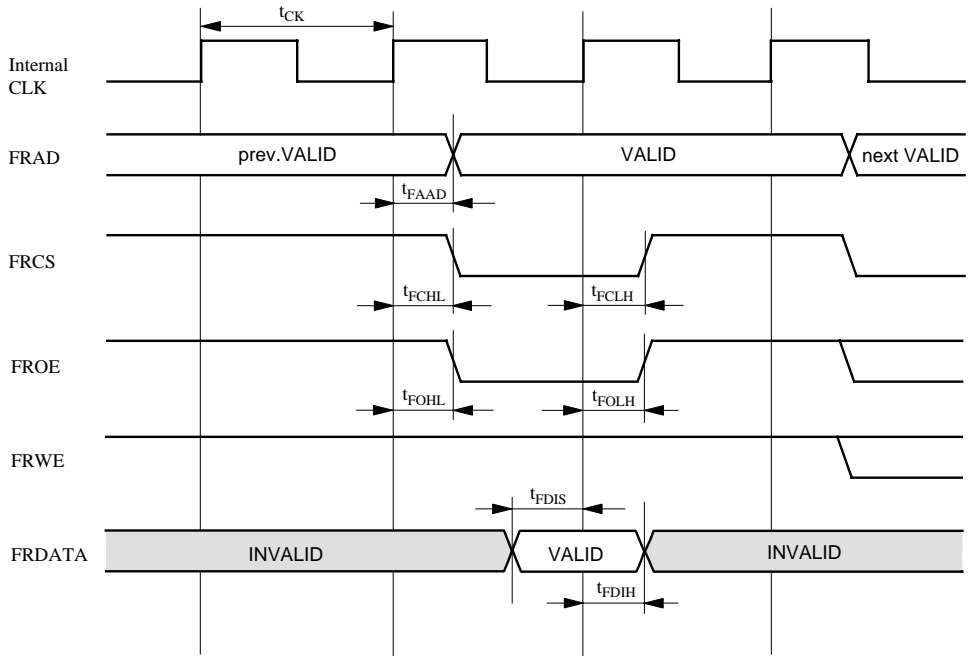 tCK
Internal
CLK
FRAD
prev.VALID
VALID
next VALID
tFAAD
FRCS
tFCHL
tFCLH
FROE
tFOHL
tFOLH
FRWE
tFDIS
FRDATA
INVALID
VALID
INVALID
tFDIH